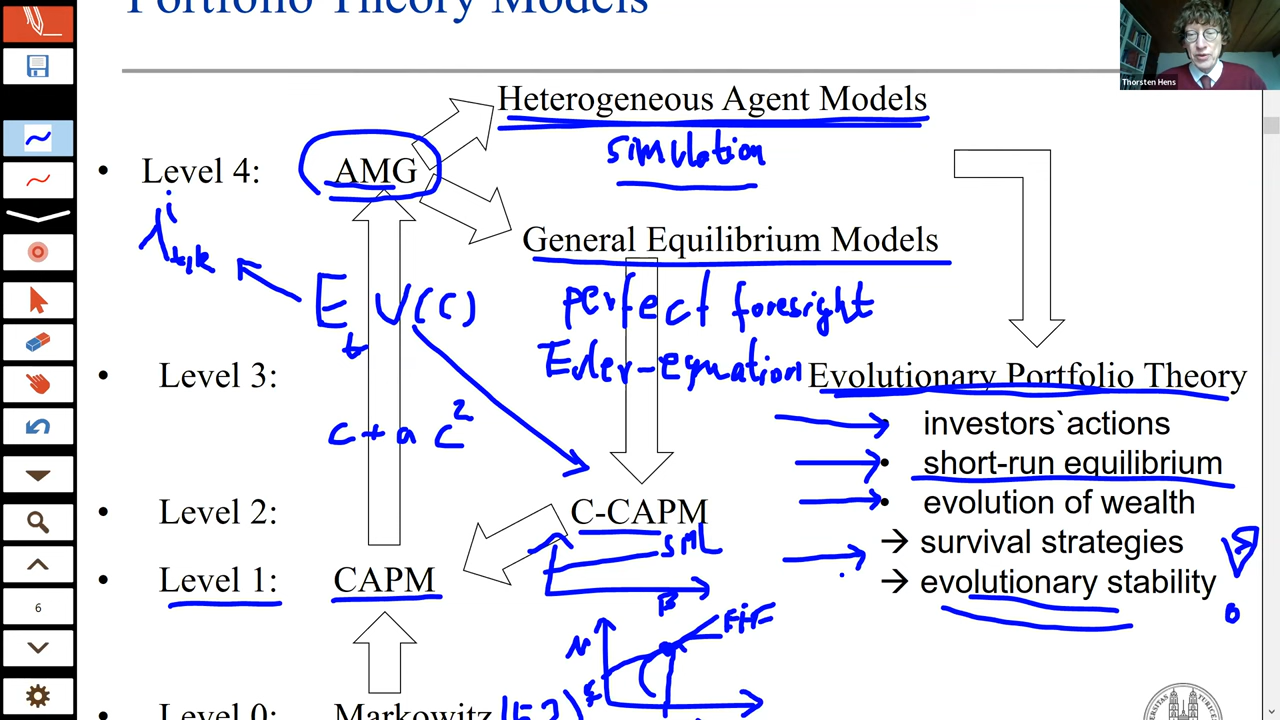 Portfolio Theory Models
Thorsten Hens
Heterogeneous Agent Models
simulation
• Level 4: AMG
General Equilibrium Models
λ i t,k
E t U(C)
perfect foresight
Euler-equation
• Level 3:
Evolutionary Portfolio Theory
• investors`actions
c + a c²
• short-run equilibrium
• evolution of wealth
• Level 2: C-CAPM
SML
→ survival strategies
• Level 1: CAPM
→ evolutionary stability
β
μ
6
Level 0: Markowitz